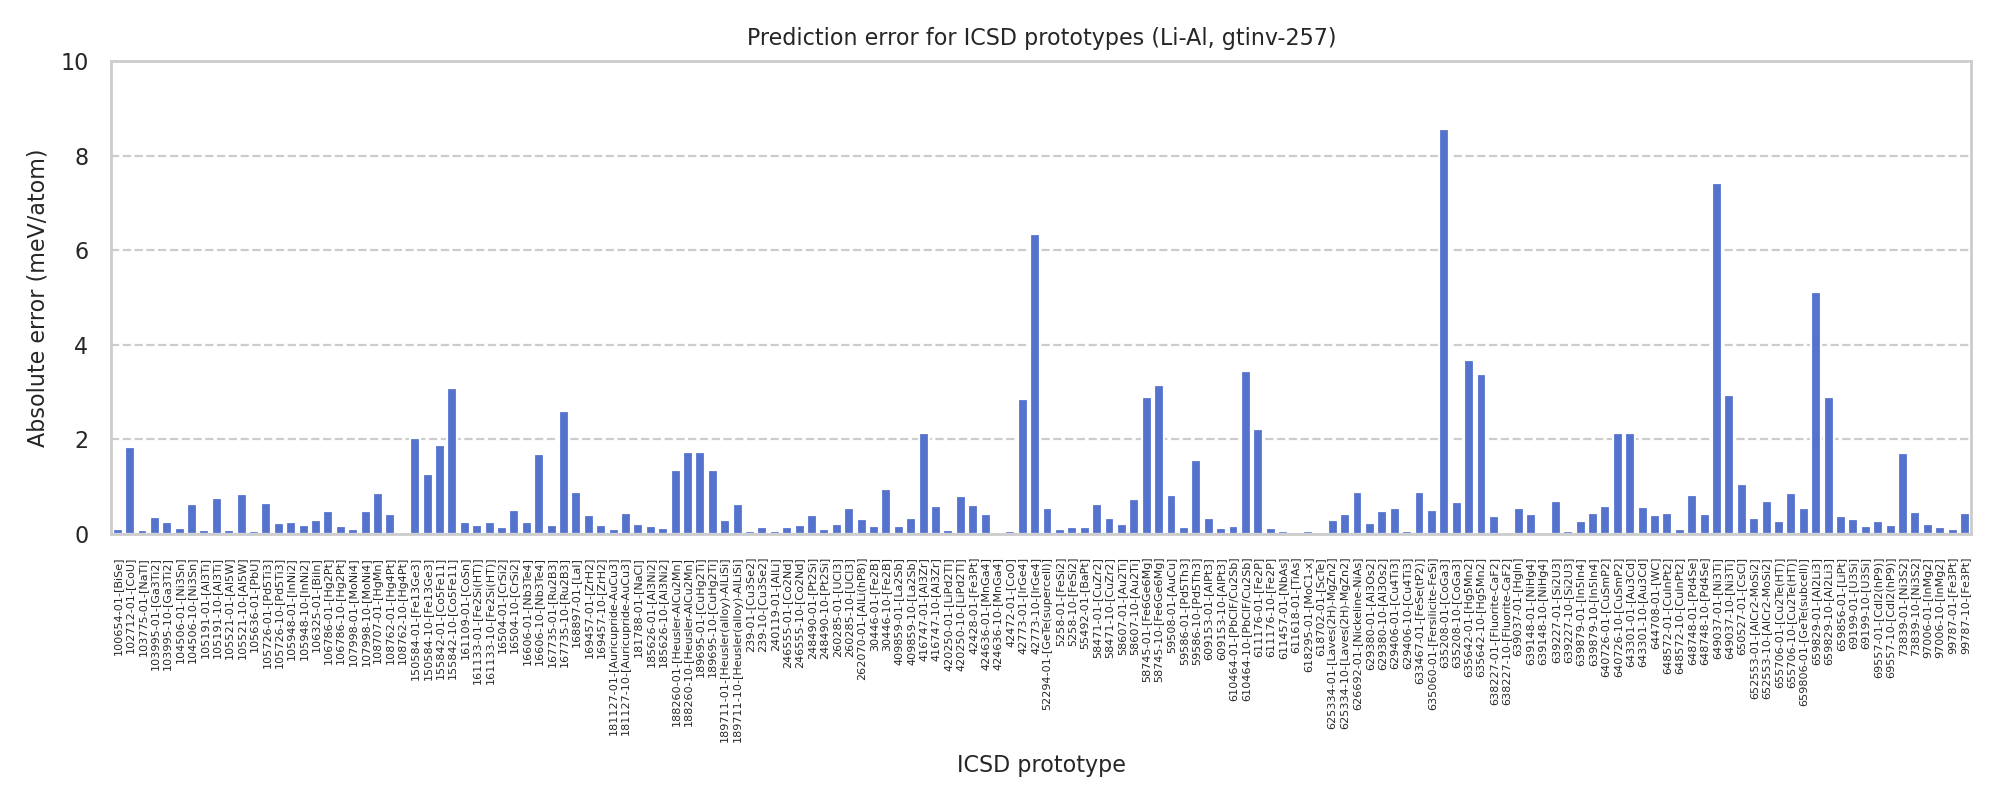 Prediction error for ICSD prototypes (Li-Al, gtinv-257)
Absolute error (meV/atom)
10
8
6
4
2
0
100654-01-[BiSe]
102712-01-[CoU]
103775-01-[NaTl]
103995-01-[Ga3Ti2]
103995-10-[Ga3Ti2]
104506-01-[Ni3Sn]
104506-10-[Ni3Sn]
105191-01-[Al3Ti]
105191-10-[Al3Ti]
105521-01-[Al5W]
105521-10-[Al5W]
105636-01-[PbU]
105726-01-[Pd5Ti3]
105726-10-[Pd5Ti3]
105948-01-[InNi2]
105948-10-[InNi2]
106325-01-[BiIn]
106786-01-[Hg2Pt]
106786-10-[Hg2Pt]
107998-01-[MoNi4]
107998-10-[MoNi4]
108707-01-[HgMn]
108762-01-[Hg4Pt]
108762-10-[Hg4Pt]
150584-01-[Fe13Ge3]
150584-10-[Fe13Ge3]
155842-01-[Co5Fe11]
155842-10-[Co5Fe11]
161109-01-[CoSn]
161133-01-[Fe2Si(HT)]
161133-10-[Fe2Si(HT)]
16504-01-[CrSi2]
16504-10-[CrSi2]
16606-01-[Nb3Te4]
16606-10-[Nb3Te4]
167735-01-[Ru2B3]
167735-10-[Ru2B3]
168897-01-[LaI]
169457-01-[ZrH2]
169457-10-[ZrH2]
181127-01-[Auricupride-AuCu3]
181127-10-[Auricupride-AuCu3]
181788-01-[NaCl]
185626-01-[Al3Ni2]
185626-10-[Al3Ni2]
188260-01-[Heusler-AlCu2Mn]
188260-10-[Heusler-AlCu2Mn]
189695-01-[CuHg2Ti]
189695-10-[CuHg2Ti]
189711-01-[Heusler(alloy)-AlLiSi]
189711-10-[Heusler(alloy)-AlLiSi]
239-01-[Cu3Se2]
239-10-[Cu3Se2]
240119-01-[AlLi]
246555-01-[Co2Nd]
246555-10-[Co2Nd]
248490-01-[Pt2Si]
248490-10-[Pt2Si]
260285-01-[UCl3]
260285-10-[UCl3]
262070-01-[AlLi(hP8)]
30446-01-[Fe2B]
30446-10-[Fe2B]
409859-01-[La2Sb]
409859-10-[La2Sb]
416747-01-[Al3Zr]
416747-10-[Al3Zr]
420250-01-[LiPd2Tl]
420250-10-[LiPd2Tl]
42428-01-[Fe3Pt]
424636-01-[MnGa4]
424636-10-[MnGa4]
42472-01-[CoO]
42773-01-[IrGe4]
42773-10-[IrGe4]
52294-01-[GeTe(supercell)]
5258-01-[FeSi2]
5258-10-[FeSi2]
55492-01-[BaPt]
58471-01-[CuZr2]
58471-10-[CuZr2]
58607-01-[Au2Ti]
58607-10-[Au2Ti]
58745-01-[Fe6Ge6Mg]
58745-10-[Fe6Ge6Mg]
59508-01-[AuCu]
59586-01-[Pd5Th3]
59586-10-[Pd5Th3]
609153-01-[AlPt3]
609153-10-[AlPt3]
610464-01-[PbClF/Cu2Sb]
610464-10-[PbClF/Cu2Sb]
611176-01-[Fe2P]
611176-10-[Fe2P]
611457-01-[NbAs]
611618-01-[TiAs]
618295-01-[MoC1-x]
618702-01-[ScTe]
625334-01-[Laves(2H)-MgZn2]
625334-10-[Laves(2H)-MgZn2]
626692-01-[Nickeline-NiAs]
629380-01-[Al3Os2]
629380-10-[Al3Os2]
629406-01-[Cu4Ti3]
629406-10-[Cu4Ti3]
633467-01-[FeSe(tP2)]
635060-01-[Fersilicite-FeSi]
635208-01-[CoGa3]
635208-10-[CoGa3]
635642-01-[Hg5Mn2]
635642-10-[Hg5Mn2]
638227-01-[Fluorite-CaF2]
638227-10-[Fluorite-CaF2]
639037-01-[HgIn]
639148-01-[NiHg4]
639148-10-[NiHg4]
639227-01-[Si2U3]
639227-10-[Si2U3]
639879-01-[In5In4]
639879-10-[In5In4]
640726-01-[CuSmP2]
640726-10-[CuSmP2]
643301-01-[Au3Cd]
643301-10-[Au3Cd]
644708-01-[WC]
648572-01-[CuInPt2]
648572-10-[CuInPt2]
648748-01-[Pd4Se]
648748-10-[Pd4Se]
649037-01-[Ni3Ti]
649037-10-[Ni3Ti]
650527-01-[CsCl]
652553-01-[AlCr2-MoSi2]
652553-10-[AlCr2-MoSi2]
655706-01-[Cu2Te(HT)]
655706-10-[Cu2Te(HT)]
659806-01-[GeTe(subcell)]
659829-01-[Al2Li3]
659829-10-[Al2Li3]
659856-01-[LiPt]
69199-01-[U3Si]
69199-10-[U3Si]
69557-01-[CdI2(hP9)]
69557-10-[CdI2(hP9)]
73839-01-[Ni3S2]
73839-10-[Ni3S2]
97006-01-[InMg2]
97006-10-[InMg2]
99787-01-[Fe3Pt]
99787-10-[Fe3Pt]
ICSD prototype